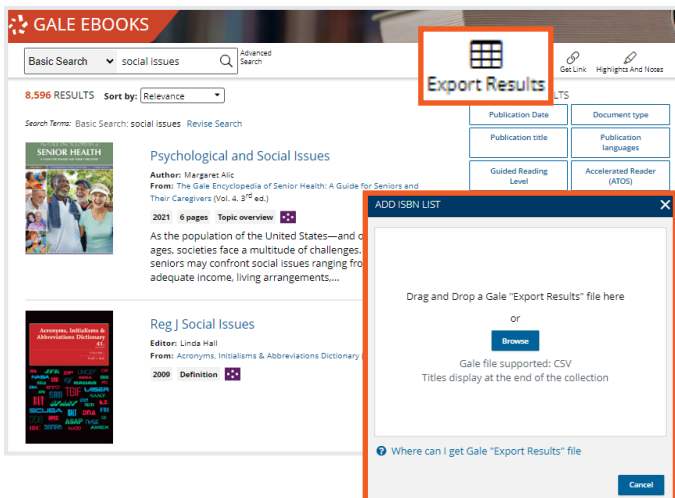 GALE EBOOKS
Basic Search social issues
Advanced
Search
Export Results
Get Link Highlights And Notes
8,596 RESULTS Sort by: Relevance
LTS
Search Terms: Basic Search: social issues Revise Search
Publication Date Document type
Publication title Publication
languages
Guided Reading
Level
Accelerated Reader
(ATOS)
SENIOR HEALTH
Psychological and Social Issues
Author: Margaret Alic
From: The Gale Encyclopedia of Senior Health: A Guide for Seniors and
Their Caregivers (Vol. 4. 3rd ed.)
2021 6 pages Topic overview
As the population of the United States—and o
ages, societies face a multitude of challenges.
seniors may confront social issues ranging fro
adequate income, living arrangements,...
Acronyms, Initialisms &
Abbreviations Dictionary
Reg J Social Issues
Editor: Linda Hall
From: Acronyms, Initialisms & Abbreviations Dictionary (
2009 Definition
ADD ISBN LIST
Drag and Drop a Gale "Export Results" file here
or
Browse
Gale file supported: CSV
Titles display at the end of the collection
Where can I get Gale "Export Results" file
Cancel